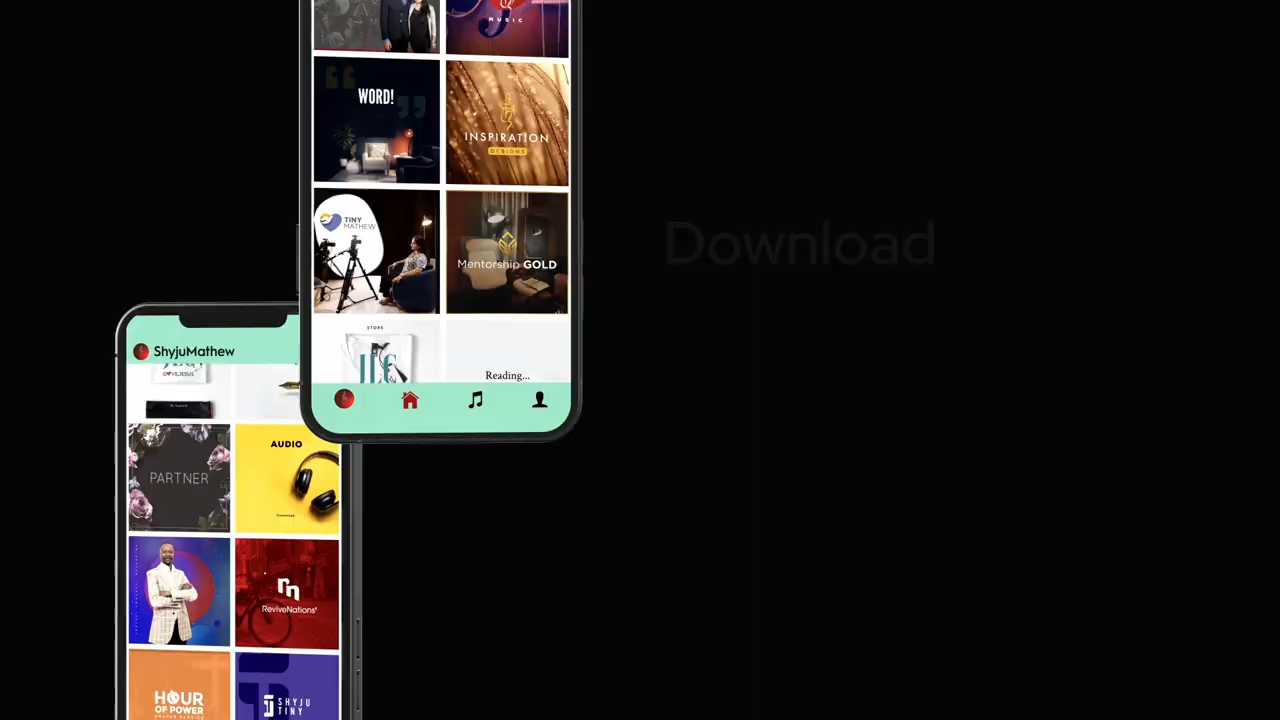 MUSIC
WORD!
INSPIRATION
DESIGNS
TINY
MATHEW
Mentorship GOLD
STORE
Reading...
Download
ShyjuMathew
PARTNER
AUDIO
ReviveNations
HOUR
OF POWER
SHYJU
TINY